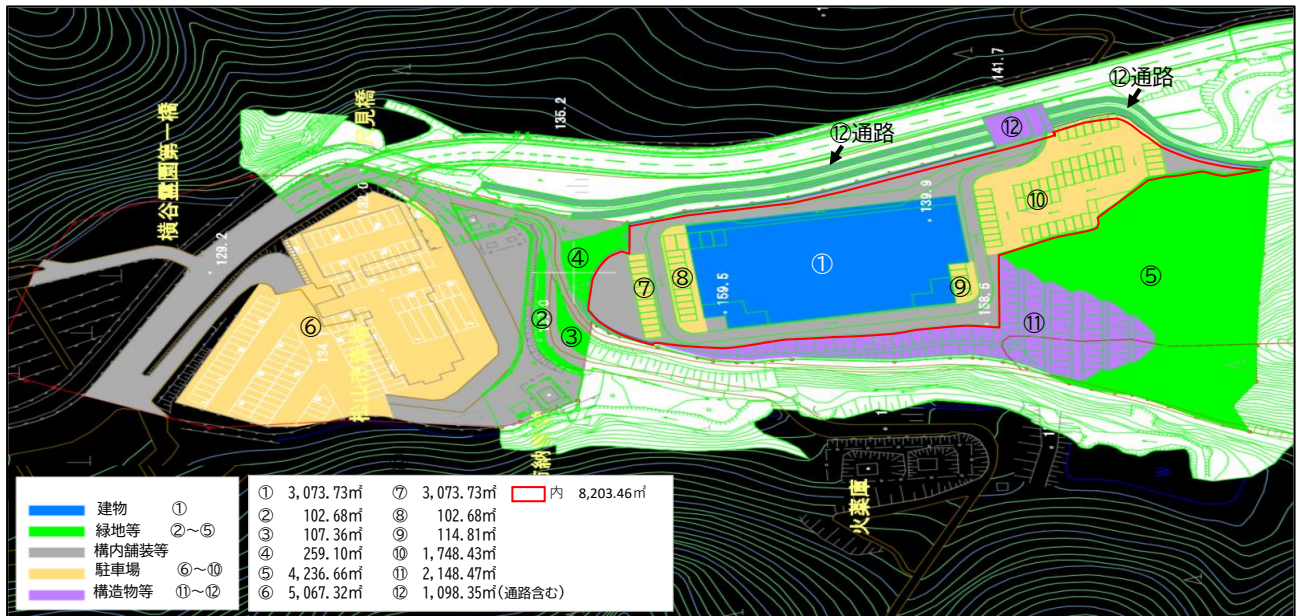 ⑫通路
141.7
⑫
⑫通路
135.2
横谷霊園第一橋
見橋
139.0
129.2
⑩
139.9
④
⑦
⑧
①
⑤
159.5
⑨
158.5
②
③
⑥
⑪
火薬庫
建物 ①
緑地等 ②～⑤
構内舗装等
駐車場 ⑥～⑩
構造物等 ⑪～⑫
① 3,073.73㎡ ⑦ 3,073.73㎡ 内 8,203.46㎡
② 102.68㎡ ⑧ 102.68㎡
③ 107.36㎡ ⑨ 114.81㎡
④ 259.10㎡ ⑩ 1,748.43㎡
⑤ 4,236.66㎡ ⑪ 2,148.47㎡
⑥ 5,067.32㎡ ⑫ 1,098.35㎡(通路含む)